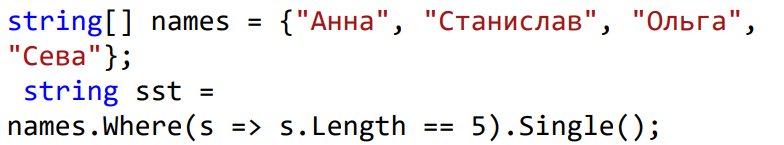 string[] names = {"Анна", "Станислав", "Ольга",
"Сева"};
string sst =
names.Where(s => s.Length == 5).Single();